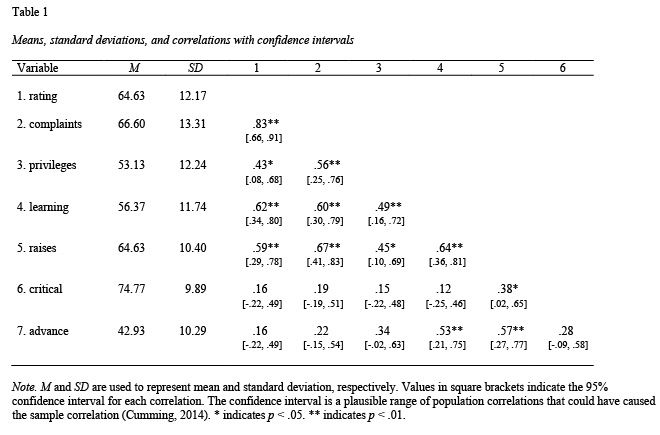 Table 1
Means, standard deviations, and correlations with confidence intervals
Variable M SD 1 2 3 4 5 6
1. rating 64.63 12.17
2. complaints 66.60 13.31 .83**
[.66, .91]
3. privileges 53.13 12.24 .43* .56**
[.08, .68] [.25, .76]
4. learning 56.37 11.74 .62** .60** .49**
[.34, .80] [.30, .79] [.16, .72]
5. raises 64.63 10.40 .59** .67** .45* .64**
[.29, .78] [.41, .83] [.10, .69] [.36, .81]
6. critical 74.77 9.89 .16 .19 .15 .12 .38*
[-.22, .49] [-.19, .51] [-.22, .48] [-.25, .46] [.02, .65]
7. advance 42.93 10.29 .16 .22 .34 .53** .57** .28
[-.22, .49] [-.15, .54] [-.02, .63] [.21, .75] [.27, .77] [-.09, .58]
Note. M and SD are used to represent mean and standard deviation, respectively. Values in square brackets indicate the 95%
confidence interval for each correlation. The confidence interval is a plausible range of population correlations that could have caused
the sample correlation (Cumming, 2014). * indicates p < .05. ** indicates p < .01.